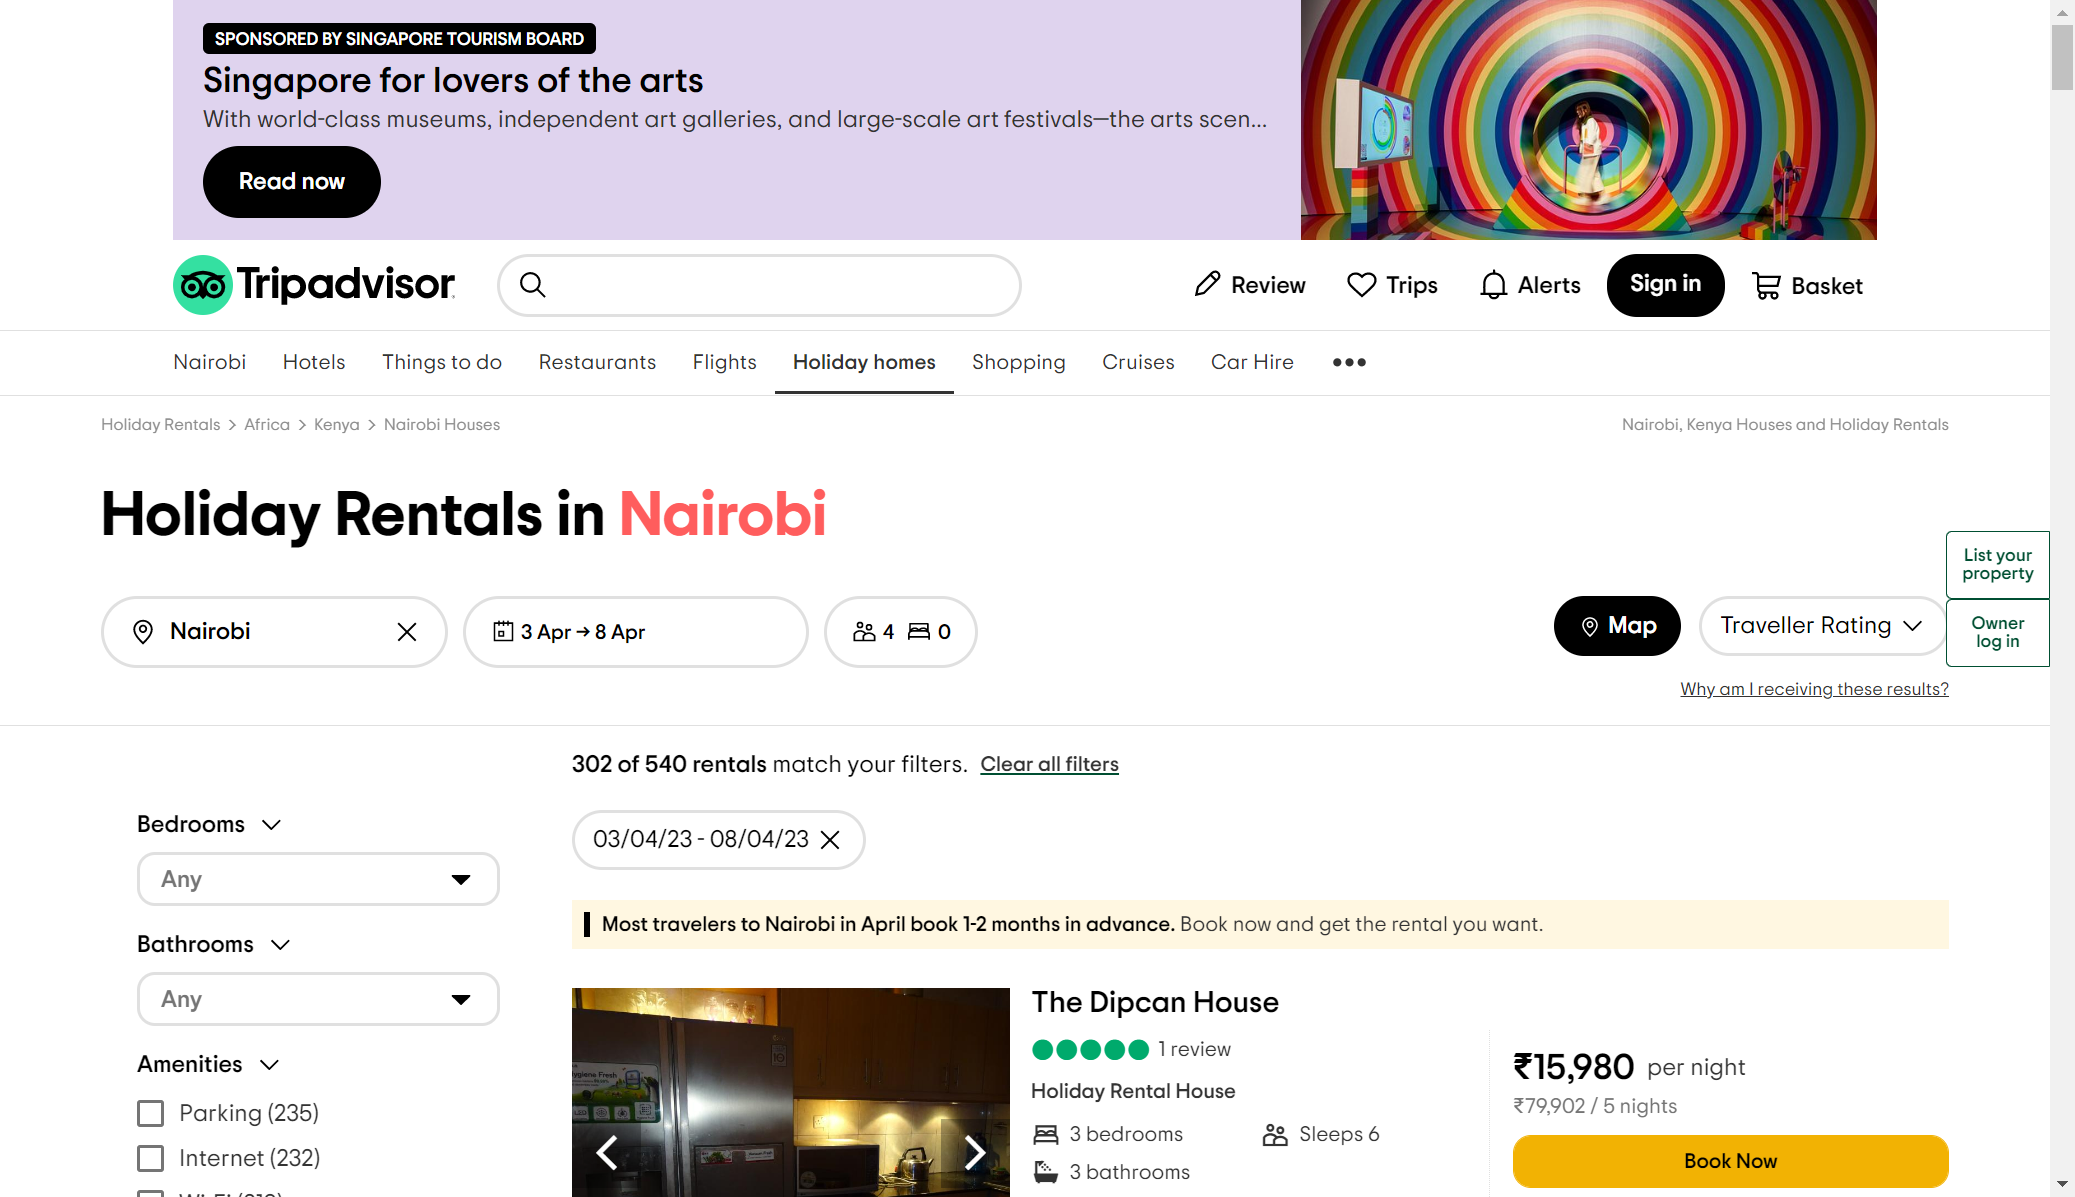 SPONSORED BY SINGAPORE TOURISM BOARD
Singapore for lovers of the arts
With world-class museums, independent art galleries, and large-scale art festivals—the arts scen...
Read now
Tripadvisor
Review
Trips
Alerts
Sign in
Basket
Nairobi
Hotels
Things to do
Restaurants
Flights
Holiday homes
Shopping
Cruises
Car Hire
Holiday Rentals > Africa > Kenya > Nairobi Houses
Nairobi, Kenya Houses and Holiday Rentals
Holiday Rentals in Nairobi
List your
property
Owner
log in
Nairobi
3 Apr → 8 Apr
4
0
Map
Traveller Rating
Why am I receiving these results?
302 of 540 rentals match your filters. Clear all filters
03/04/23 - 08/04/23
Bedrooms
Any
Bathrooms
Any
Amenities
Parking (235)
Internet (232)
Most travelers to Nairobi in April book 1-2 months in advance. Book now and get the rental you want.
The Dipcan House
1 review
Holiday Rental House
3 bedrooms
Sleeps 6
3 bathrooms
₹15,980 per night
₹79,902 / 5 nights
Book Now